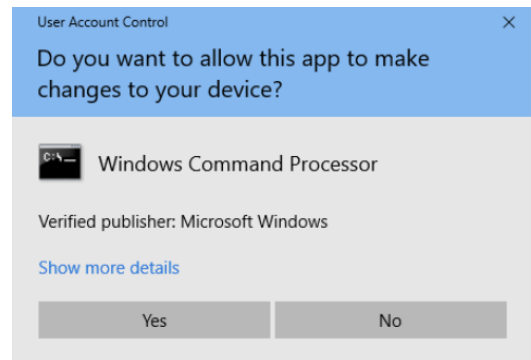 User Account Control
Do you want to allow this app to make
changes to your device?
C:\_
Windows Command Processor
Verified publisher: Microsoft Windows
Show more details
Yes
No